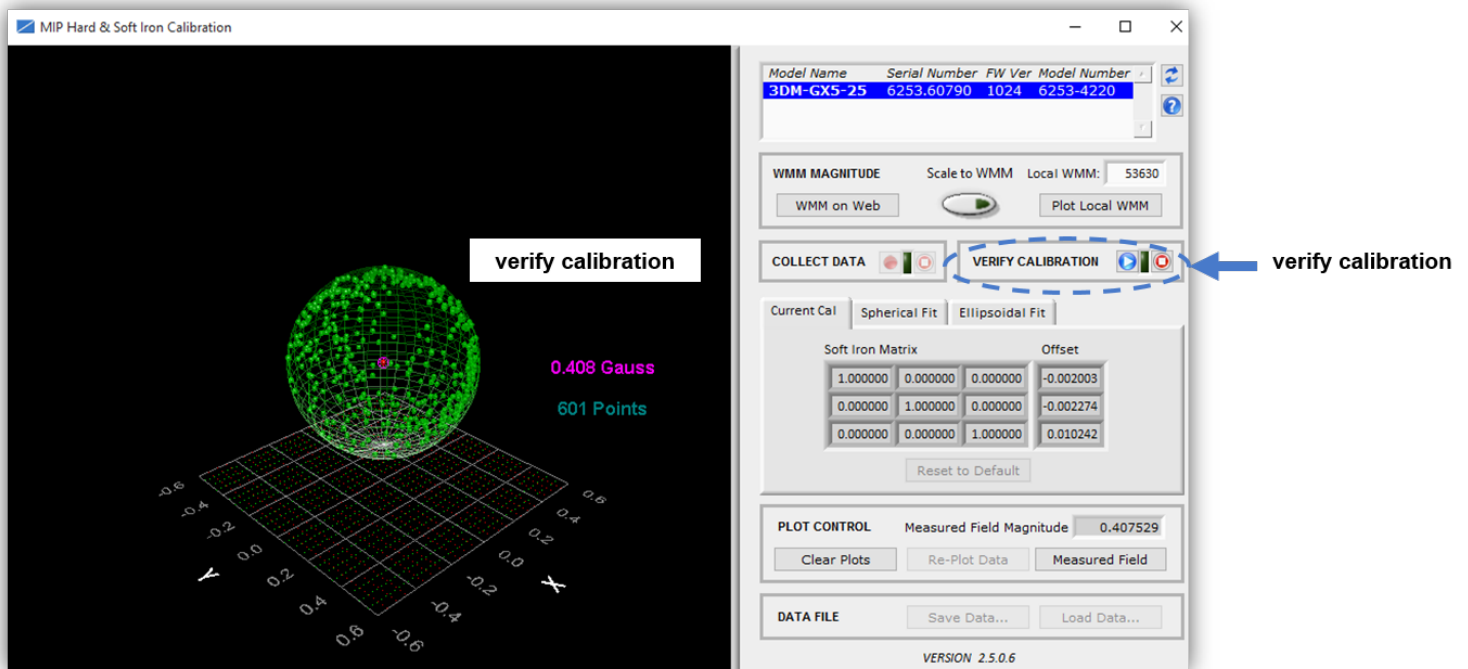 MIP Hard & Soft Iron Calibration
Model Name Serial Number FW Ver Model Number
3DM-GX5-25 6253.60790 1024 6253-4220
?
WMM MAGNITUDE Scale to WMM Local WMM: 53630
WMM on Web Plot Local WMM
verify calibration
COLLECT DATA VERIFY CALIBRATION
verify calibration
Current Cal Spherical Fit Ellipsoidal Fit
Soft Iron Matrix Offset
1.000000 0.000000 0.000000 -0.002003
0.000000 1.000000 0.000000 -0.002274
0.000000 0.000000 1.000000 0.010242
Reset to Default
0.408 Gauss
601 Points
-0.6
-0.4
-0.2
0.0
0.2
0.4
0.6
Y
0.6
0.4
0.2
0.0
-0.2
-0.4
-0.6
X
PLOT CONTROL Measured Field Magnitude 0.407529
Clear Plots Re-Plot Data Measured Field
DATA FILE Save Data... Load Data...
VERSION 2.5.0.6